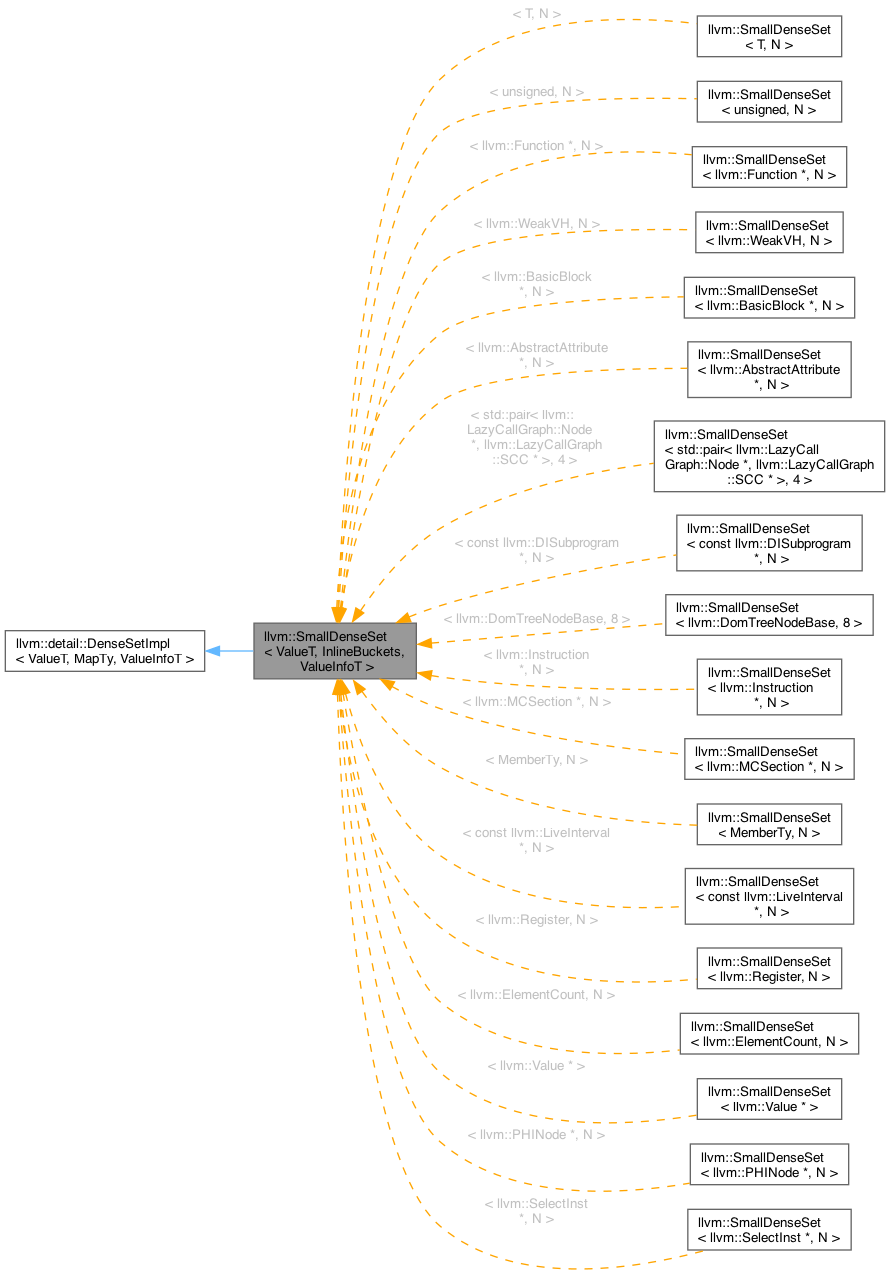 < T, N >
llvm::SmallDenseSet
< T, N >
< unsigned, N >
llvm::SmallDenseSet
< unsigned, N >
< llvm::Function *, N >
llvm::SmallDenseSet
< llvm::Function *, N >
< llvm::WeakVH, N >
llvm::SmallDenseSet
< llvm::WeakVH, N >
< llvm::BasicBlock
*, N >
llvm::SmallDenseSet
< llvm::BasicBlock *, N >
< llvm::AbstractAttribute
*, N >
llvm::SmallDenseSet
< llvm::AbstractAttribute
*, N >
< std::pair< llvm::
LazyCallGraph::Node
*, llvm::LazyCallGraph
::SCC * >, 4 >
llvm::SmallDenseSet
< std::pair< llvm::LazyCall
Graph::Node *, llvm::LazyCallGraph
::SCC * >, 4 >
< const llvm::DISubprogram
*, N >
llvm::SmallDenseSet
< const llvm::DISubprogram
*, N >
< llvm::DomTreeNodeBase, 8 >
llvm::SmallDenseSet
< llvm::DomTreeNodeBase, 8 >
llvm::detail::DenseSetImpl
< ValueT, MapTy, ValueInfoT >
llvm::SmallDenseSet
< ValueT, InlineBuckets,
ValueInfoT >
< llvm::Instruction
*, N >
llvm::SmallDenseSet
< llvm::Instruction
*, N >
< llvm::MCSection *, N >
llvm::SmallDenseSet
< llvm::MCSection *, N >
< MemberTy, N >
llvm::SmallDenseSet
< MemberTy, N >
< const llvm::LiveInterval
*, N >
llvm::SmallDenseSet
< const llvm::LiveInterval
*, N >
< llvm::Register, N >
llvm::SmallDenseSet
< llvm::Register, N >
< llvm::ElementCount, N >
llvm::SmallDenseSet
< llvm::ElementCount, N >
< llvm::Value * >
llvm::SmallDenseSet
< llvm::Value * >
< llvm::PHINode *, N >
llvm::SmallDenseSet
< llvm::PHINode *, N >
< llvm::SelectInst
*, N >
llvm::SmallDenseSet
< llvm::SelectInst *, N >